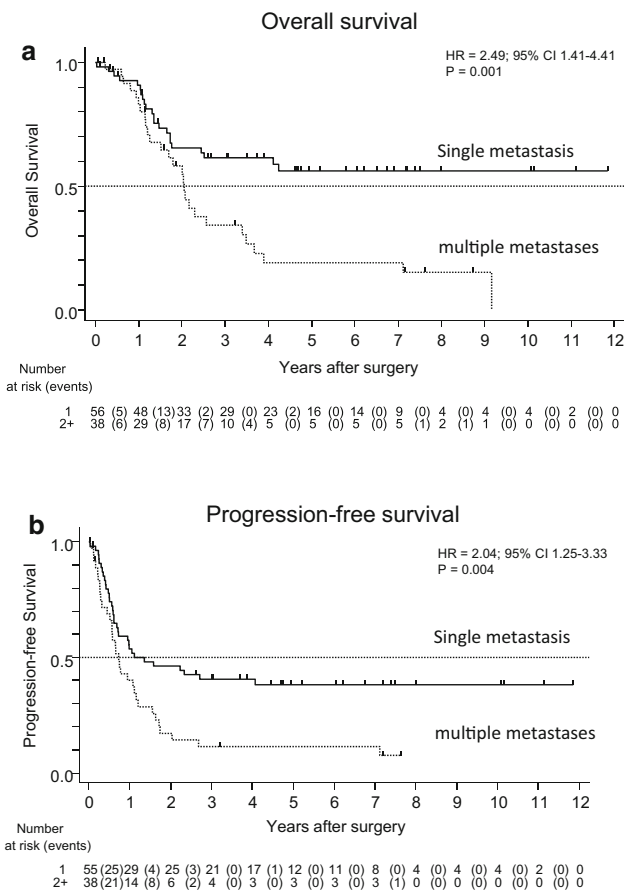 Overall survival
a
HR = 2.49; 95% CI 1.41-4.41
P = 0.001
1.0
0.5
0.0
Overall Survival
Single metastasis
multiple metastases
0 1 2 3 4 5 6 7 8 9 10 11 12
Years after surgery
Number
at risk (events)
1 56 (5) 48 (13) 33 (2) 29 (0) 23 (2) 16 (0) 14 (0) 9 (0) 4 (0) 4 (0) 4 (0) 2 (0) 0
2+ 38 (6) 29 (8) 17 (7) 10 (4) 5 (0) 5 (0) 5 (0) 5 (1) 2 (1) 1 (0) 0 (0) 0 (0) 0
Progression-free survival
b
HR = 2.04; 95% CI 1.25-3.33
P = 0.004
1.0
0.5
0.0
Progression-free Survival
Single metastasis
multiple metastases
0 1 2 3 4 5 6 7 8 9 10 11 12
Years after surgery
Number
at risk (events)
1 55 (25) 29 (4) 25 (3) 21 (0) 17 (1) 12 (0) 11 (0) 8 (0) 4 (0) 4 (0) 4 (0) 2 (0) 0
2+ 38 (21) 14 (8) 6 (2) 4 (0) 3 (0) 3 (0) 3 (0) 3 (1) 0 (0) 0 (0) 0 (0) 0 (0) 0